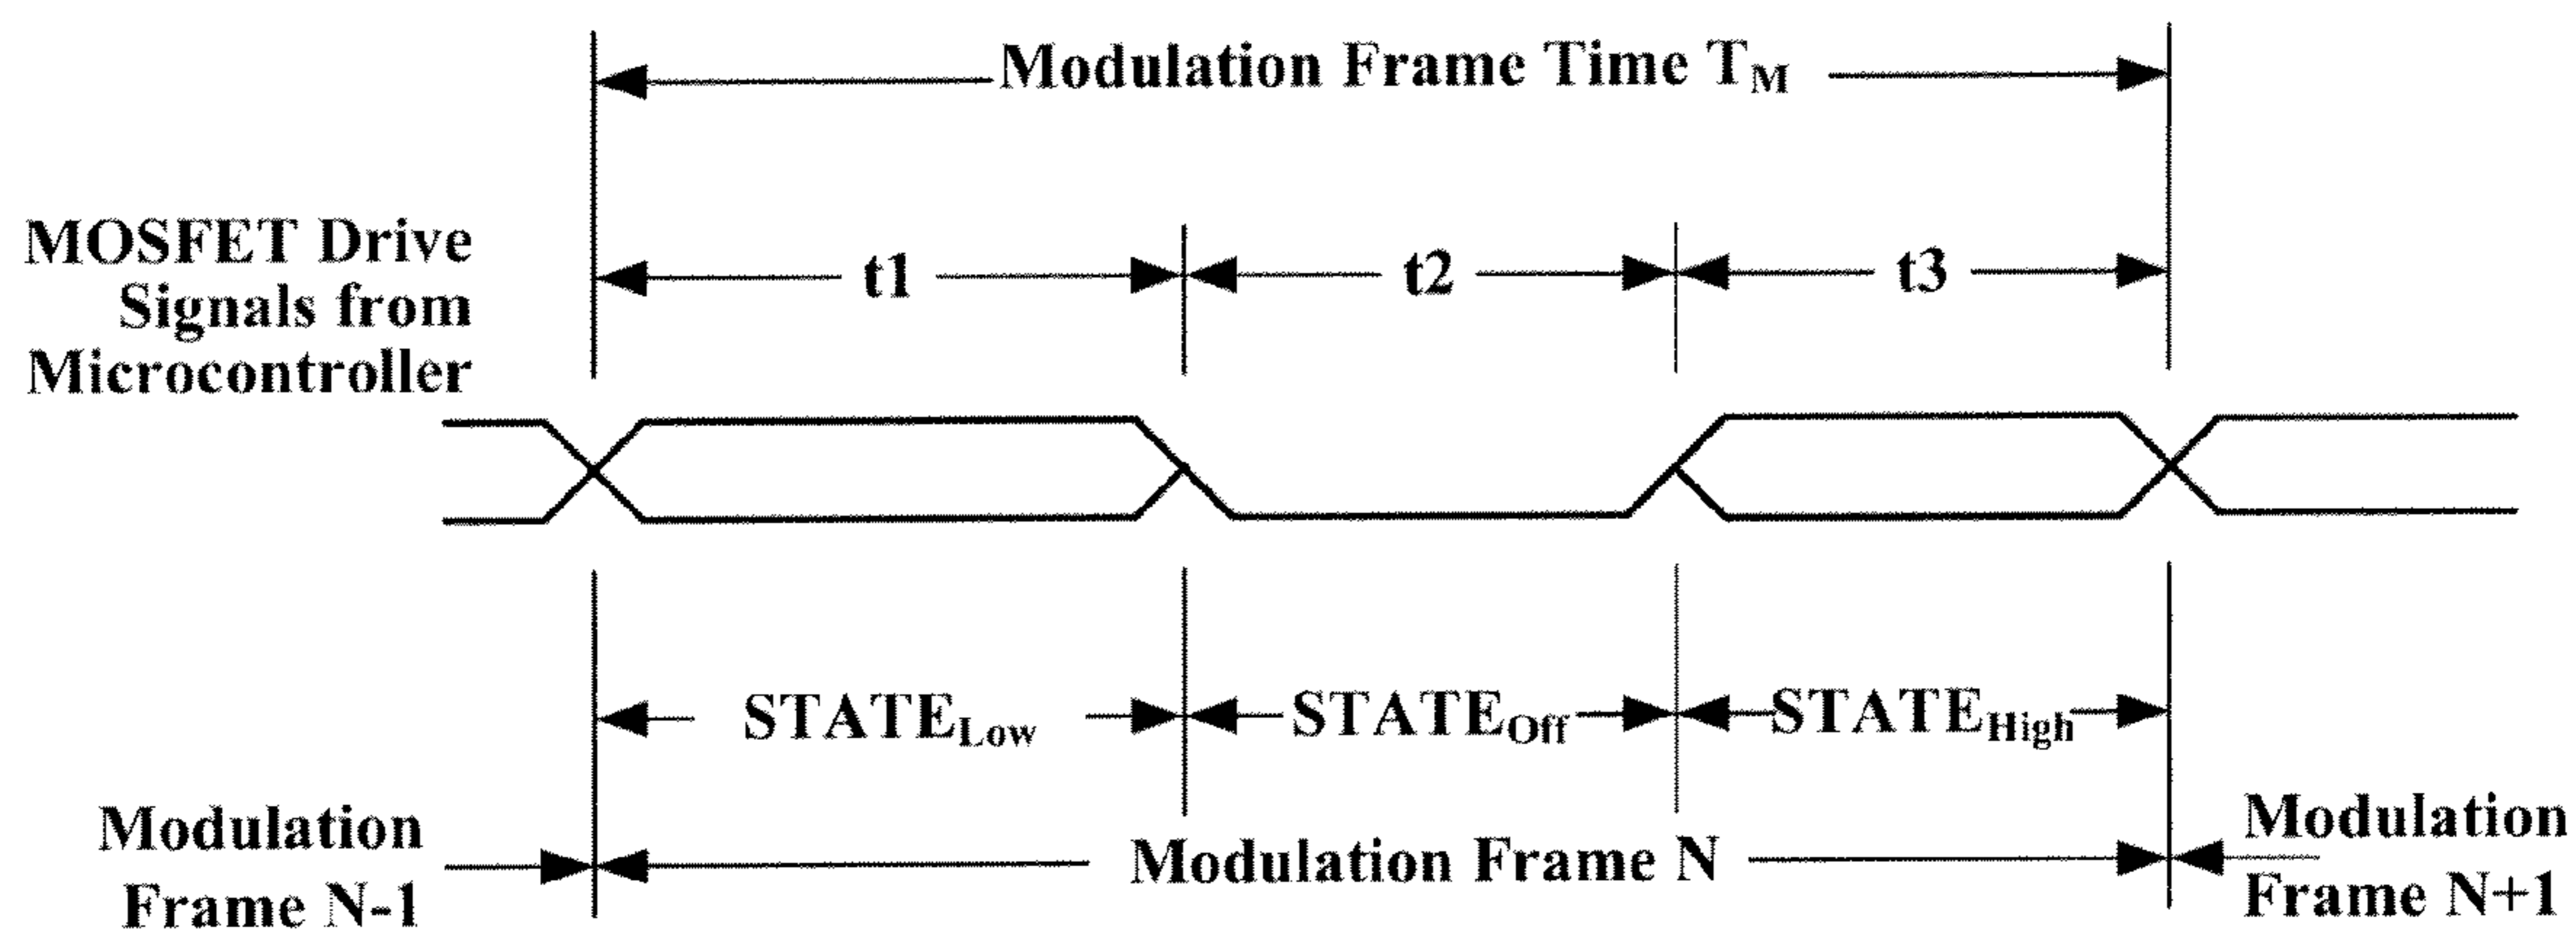 Modulation Frame Time TM
MOSFET Drive
Signals from
Microcontroller
t1
t2
t3
STATELow
STATEOff
STATEHigh
Modulation
Frame N-1
Modulation Frame N
Modulation
Frame N+1